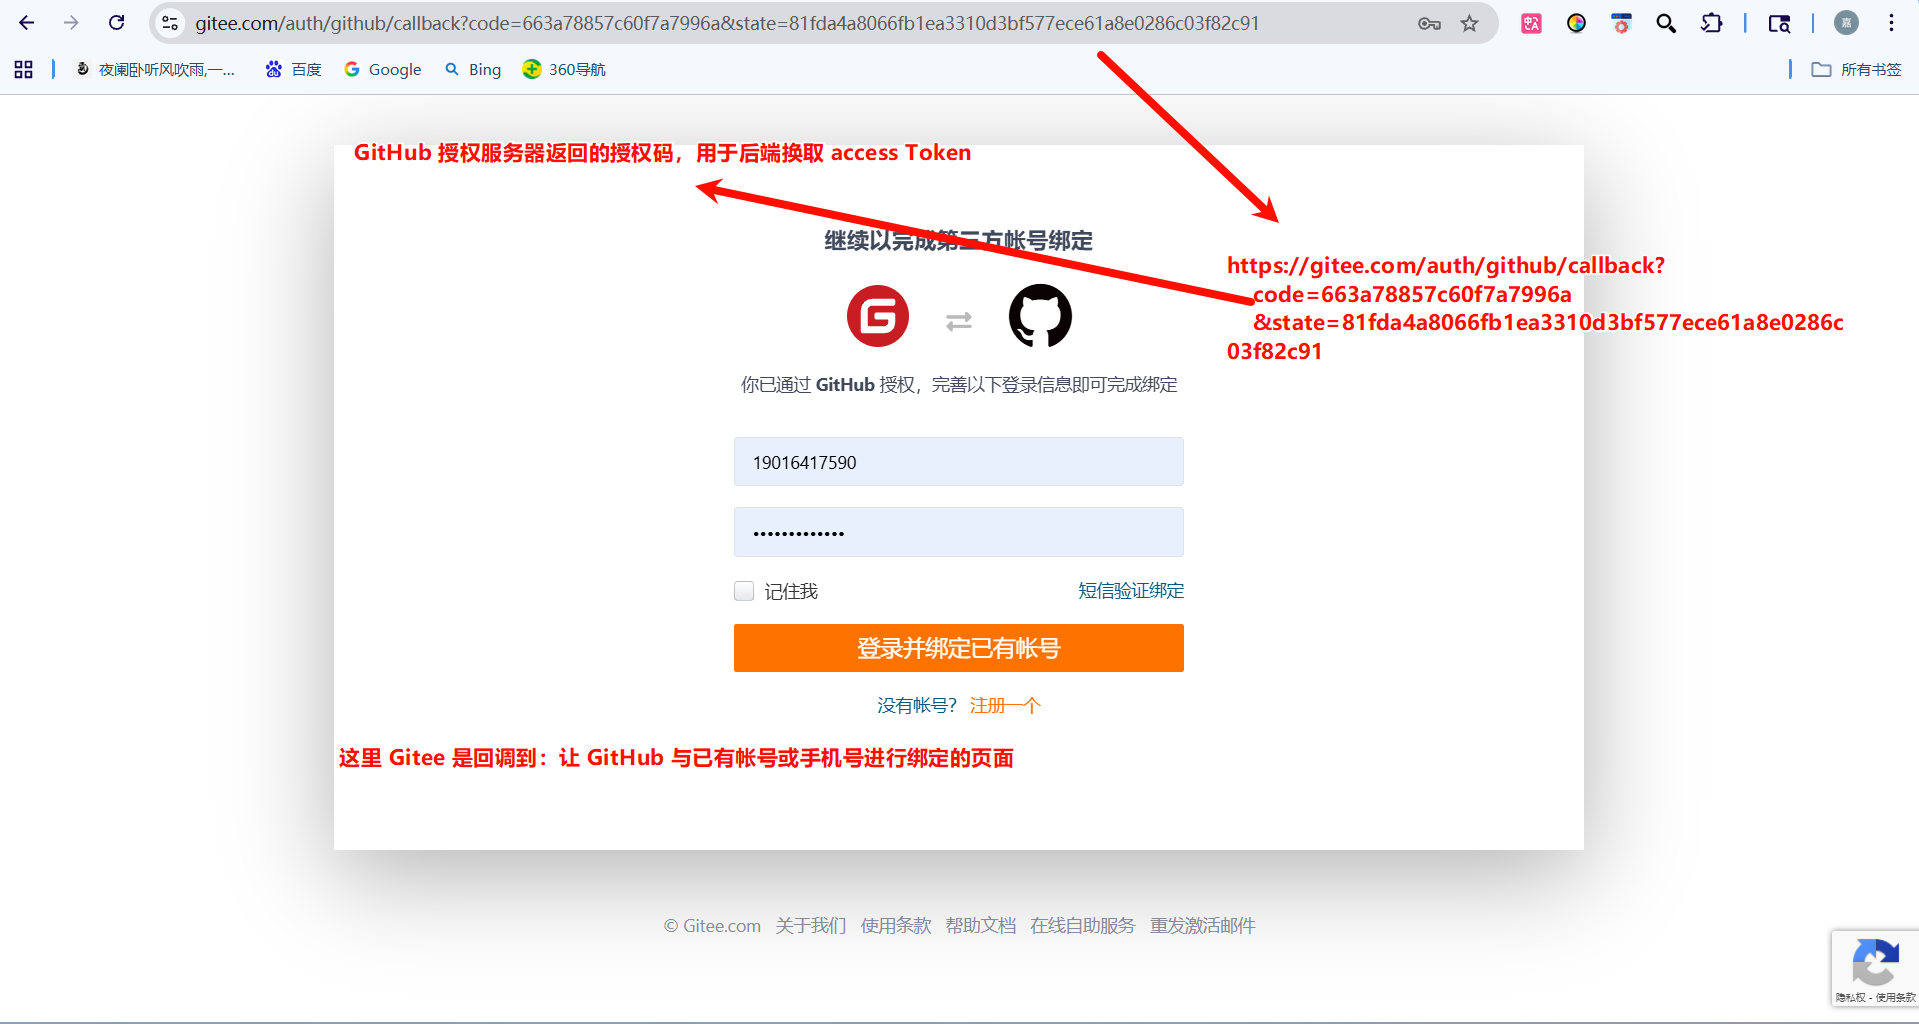 gitee.com/auth/github/callback?code=663a78857c60f7a7996a&state=81fda4a8066fb1ea3310d3bf577ece61a8e0286c03f82c91
嘉
夜阑卧听风吹雨,一...
百度
Google
Bing
360导航
所有书签
GitHub 授权服务器返回的授权码，用于后端换取 access Token
继续以完成第三方帐号绑定
https://gitee.com/auth/github/callback?
code=663a78857c60f7a7996a
&state=81fda4a8066fb1ea3310d3bf577ece61a8e0286c
03f82c91
你已通过 GitHub 授权，完善以下登录信息即可完成绑定
19016417590
•••••••••••••
记住我
短信验证绑定
登录并绑定已有帐号
没有帐号？ 注册一个
这里 Gitee 是回调到：让 GitHub 与已有帐号或手机号进行绑定的页面
© Gitee.com 关于我们 使用条款 帮助文档 在线自助服务 重发激活邮件
隐私权 - 使用条款